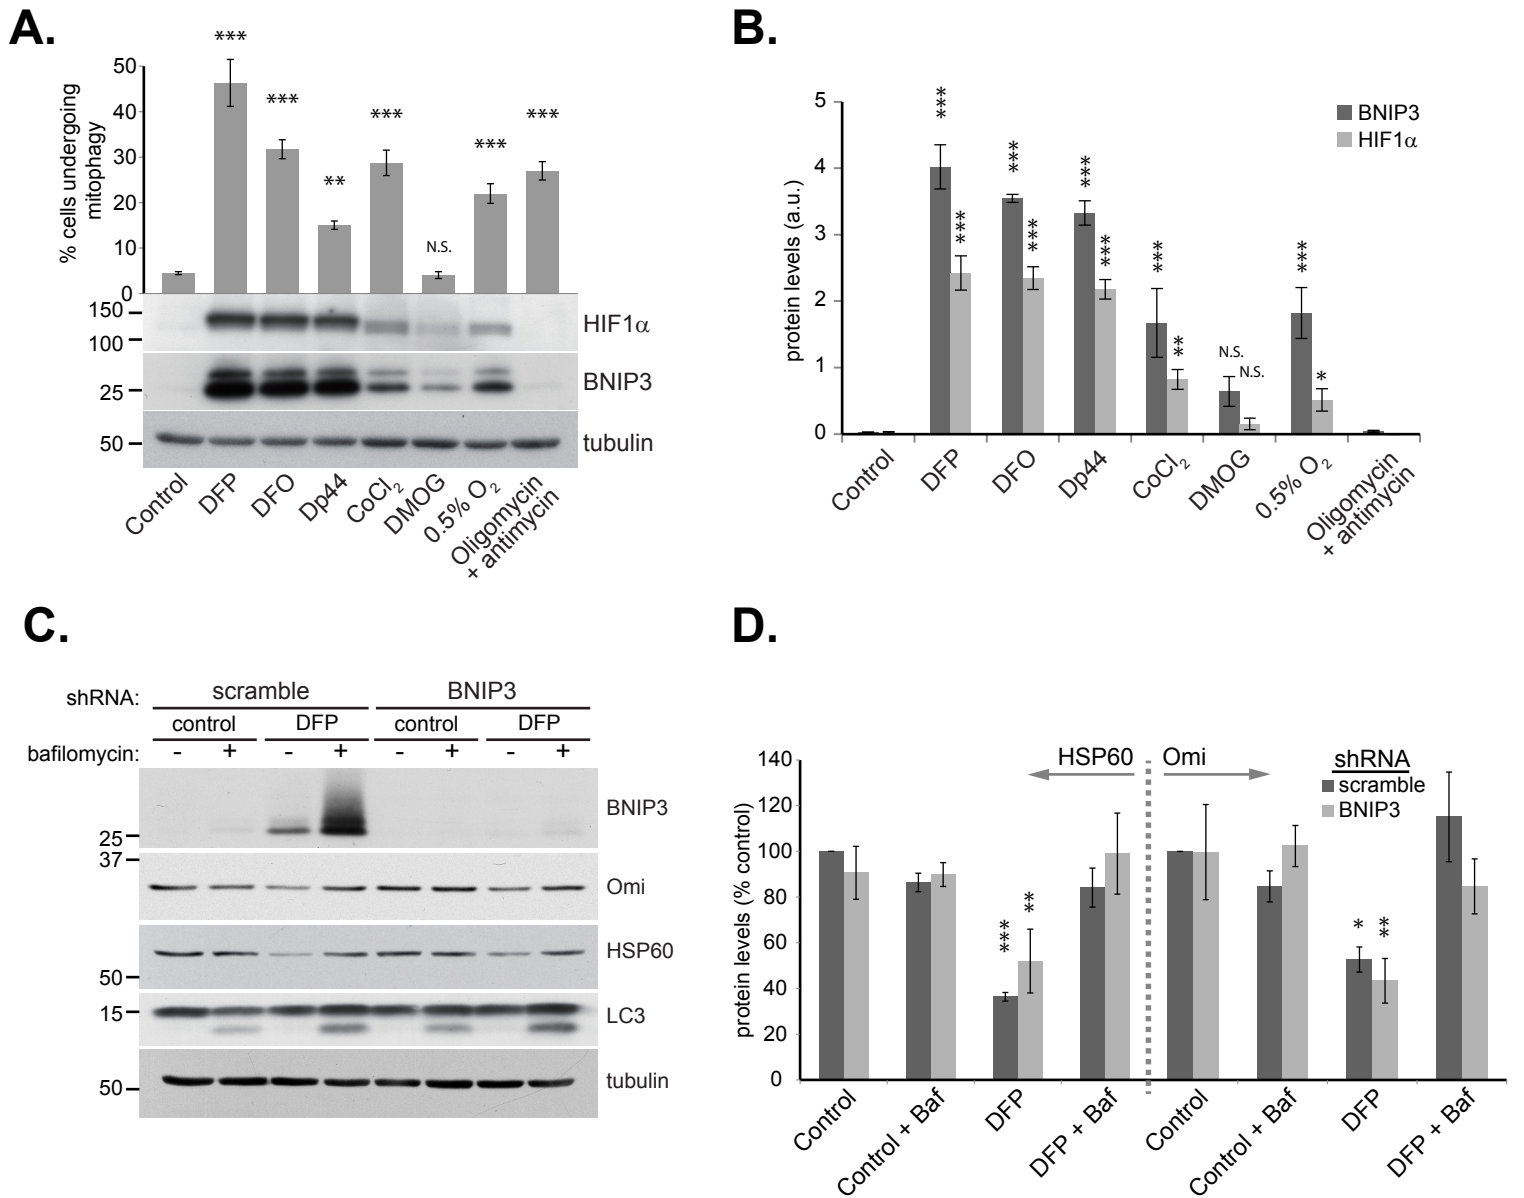 A.
% cells undergoing
mitophagy
50
40
30
20
10
0
***
***
**
***
N.S.
***
***
150
100
HIF1α
25
BNIP3
50
tubulin
Control
DFP
DFO
Dp44
CoCl2
DMOG
0.5% O2
Oligomycin
+ antimycin
B.
protein levels (a.u.)
5
4
3
2
1
0
BNIP3
HIF1α
***
***
***
***
***
***
***
**
N.S.
N.S.
***
*
Control
DFP
DFO
Dp44
CoCl2
DMOG
0.5% O2
Oligomycin
+ antimycin
C.
shRNA: scramble BNIP3
control DFP control DFP
bafilomycin: - + - + - + - +
BNIP3
25
37
Omi
HSP60
50
15
LC3
50
tubulin
D.
protein levels (% control)
140
120
100
80
60
40
20
0
HSP60 Omi
shRNA
scramble
BNIP3
***
**
*
**
Control
Control + Baf
DFP
DFP + Baf
Control
Control + Baf
DFP
DFP + Baf